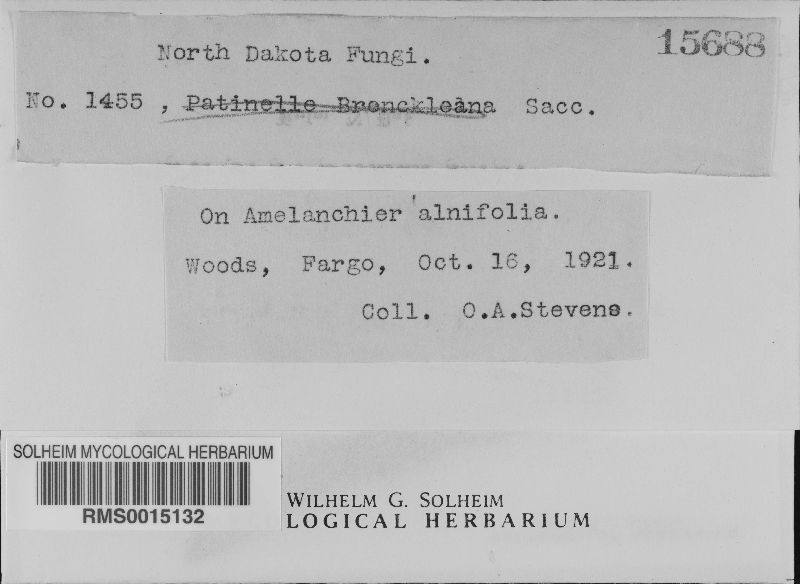 North Dakota Fungi.
15688
No. 1455 , Patinelle Bronckleana Sacc.
On Amelanchier alnifolia.
Woods, Fargo, Oct. 16, 1921.
Coll. O.A.Stevens.
SOLHEIM MYCOLOGICAL HERBARIUM
RMS0015132
WILHELM G. SOLHEIM
LOGICAL HERBARIUM